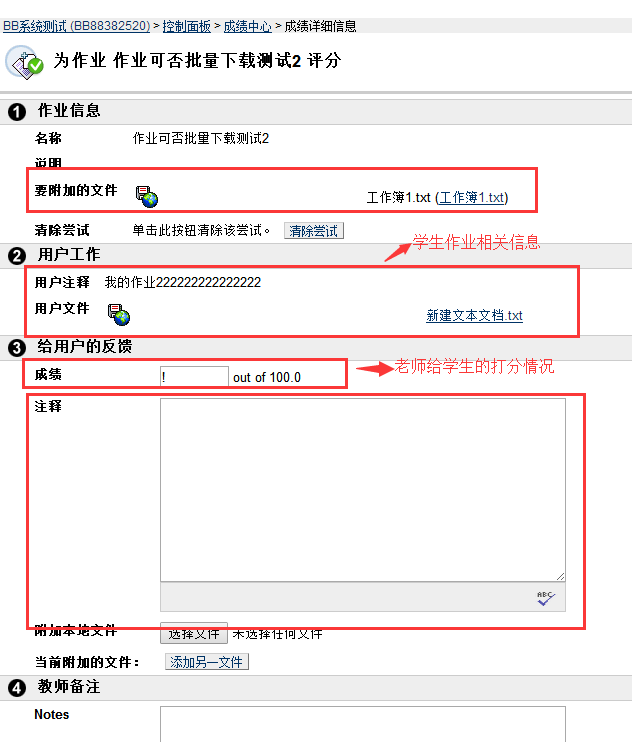 BB系统测试 (BB88382520) > 控制面板 > 成绩中心 > 成绩详细信息
为作业 作业可否批量下载测试2 评分
1 作业信息
名称 作业可否批量下载测试2
说明
要附加的文件 工作簿1.txt (工作簿1.txt)
清除尝试 单击此按钮清除该尝试。 清除尝试
学生作业相关信息
2 用户工作
用户注释 我的作业222222222222222
用户文件 新建文本文档.txt
3 给用户的反馈
成绩 ! out of 100.0
老师给学生的打分情况
注释
ABC
附加本地文件 选择文件 未选择任何文件
当前附加的文件: 添加另一文件
4 教师备注
Notes